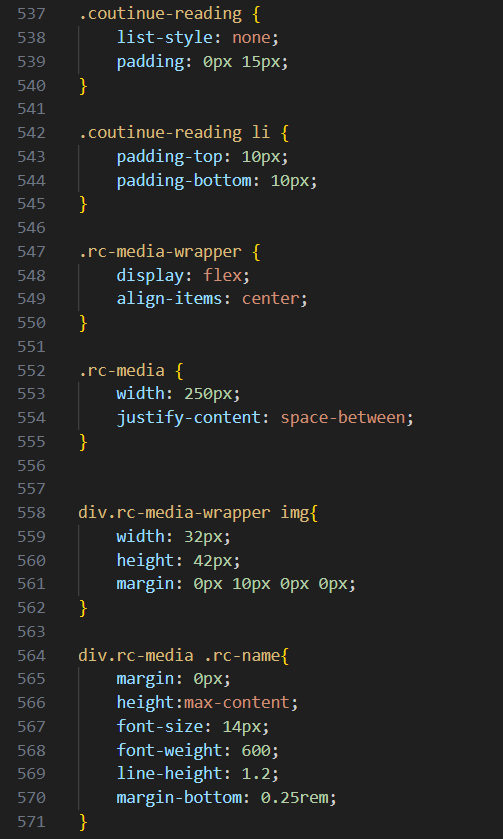 537 .coutinue-reading {
538     list-style: none;
539     padding: 0px 15px;
540 }
541
542 .coutinue-reading li {
543     padding-top: 10px;
544     padding-bottom: 10px;
545 }
546
547 .rc-media-wrapper {
548     display: flex;
549     align-items: center;
550 }
551
552 .rc-media {
553     width: 250px;
554     justify-content: space-between;
555 }
556
557
558 div.rc-media-wrapper img{
559     width: 32px;
560     height: 42px;
561     margin: 0px 10px 0px 0px;
562 }
563
564 div.rc-media .rc-name{
565     margin: 0px;
566     height:max-content;
567     font-size: 14px;
568     font-weight: 600;
569     line-height: 1.2;
570     margin-bottom: 0.25rem;
571 }